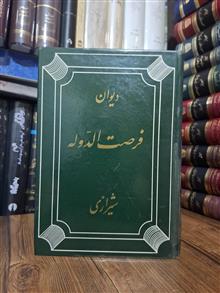 دیوان
فرصت الدوله
شیرازی